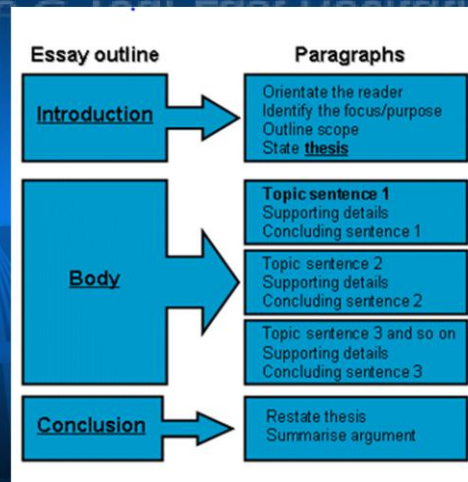 Essay outline
Paragraphs
Introduction
Orientate the reader
Identify the focus/purpose
Outline scope
State thesis
Body
Topic sentence 1
Supporting details
Concluding sentence 1
Topic sentence 2
Supporting details
Concluding sentence 2
Topic sentence 3 and so on
Supporting details
Concluding sentence 3
Conclusion
Restate thesis
Summarise argument